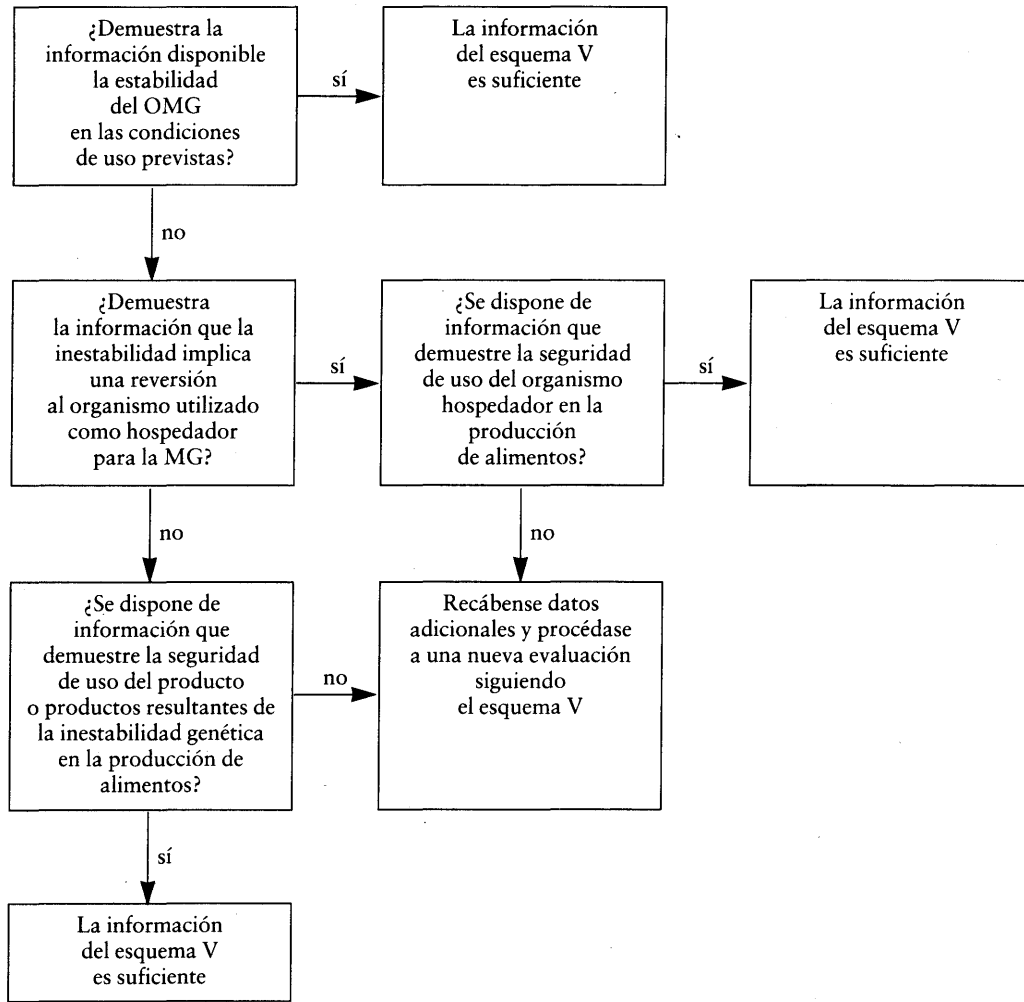 ¿Demuestra la
información disponible
la estabilidad
del OMG
en las condiciones
de uso previstas?
sí
La información
del esquema V
es suficiente
no
¿Demuestra
la información que la
inestabilidad implica
una reversión
al organismo utilizado
como hospedador
para la MG?
sí
¿Se dispone de
información que
demuestre la seguridad
de uso del organismo
hospedador en la
producción
de alimentos?
sí
La información
del esquema V
es suficiente
no
no
¿Se dispone de
información que
demuestre la seguridad
de uso del producto
o productos resultantes de
la inestabilidad genética
en la producción de
alimentos?
no
Recábense datos
adicionales y procédase
a una nueva evaluación
siguiendo
el esquema V
sí
La información
del esquema V
es suficiente